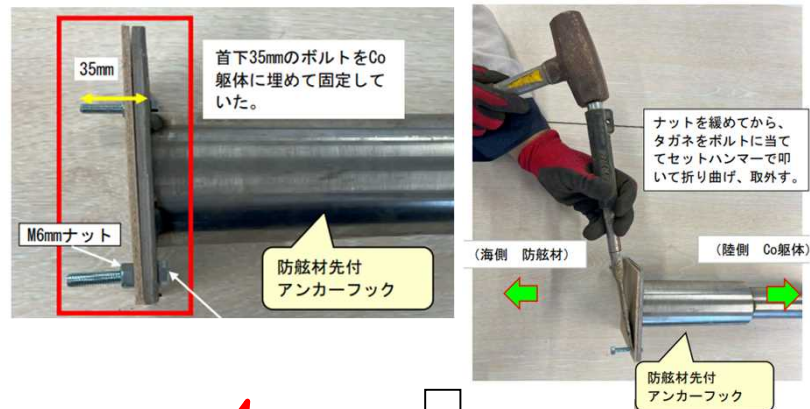 35mm
首下35mmのボルトをCo
躯体に埋めて固定して
いた。
M6mmナット
防舷材先付
アンカーフック
ナットを緩めてから、
タガネをボルトに当て
てセットハンマーで叩
いて折り曲げ、取外す。
(海側 防舷材)
(陸側 Co躯体)
防舷材先付
アンカーフック